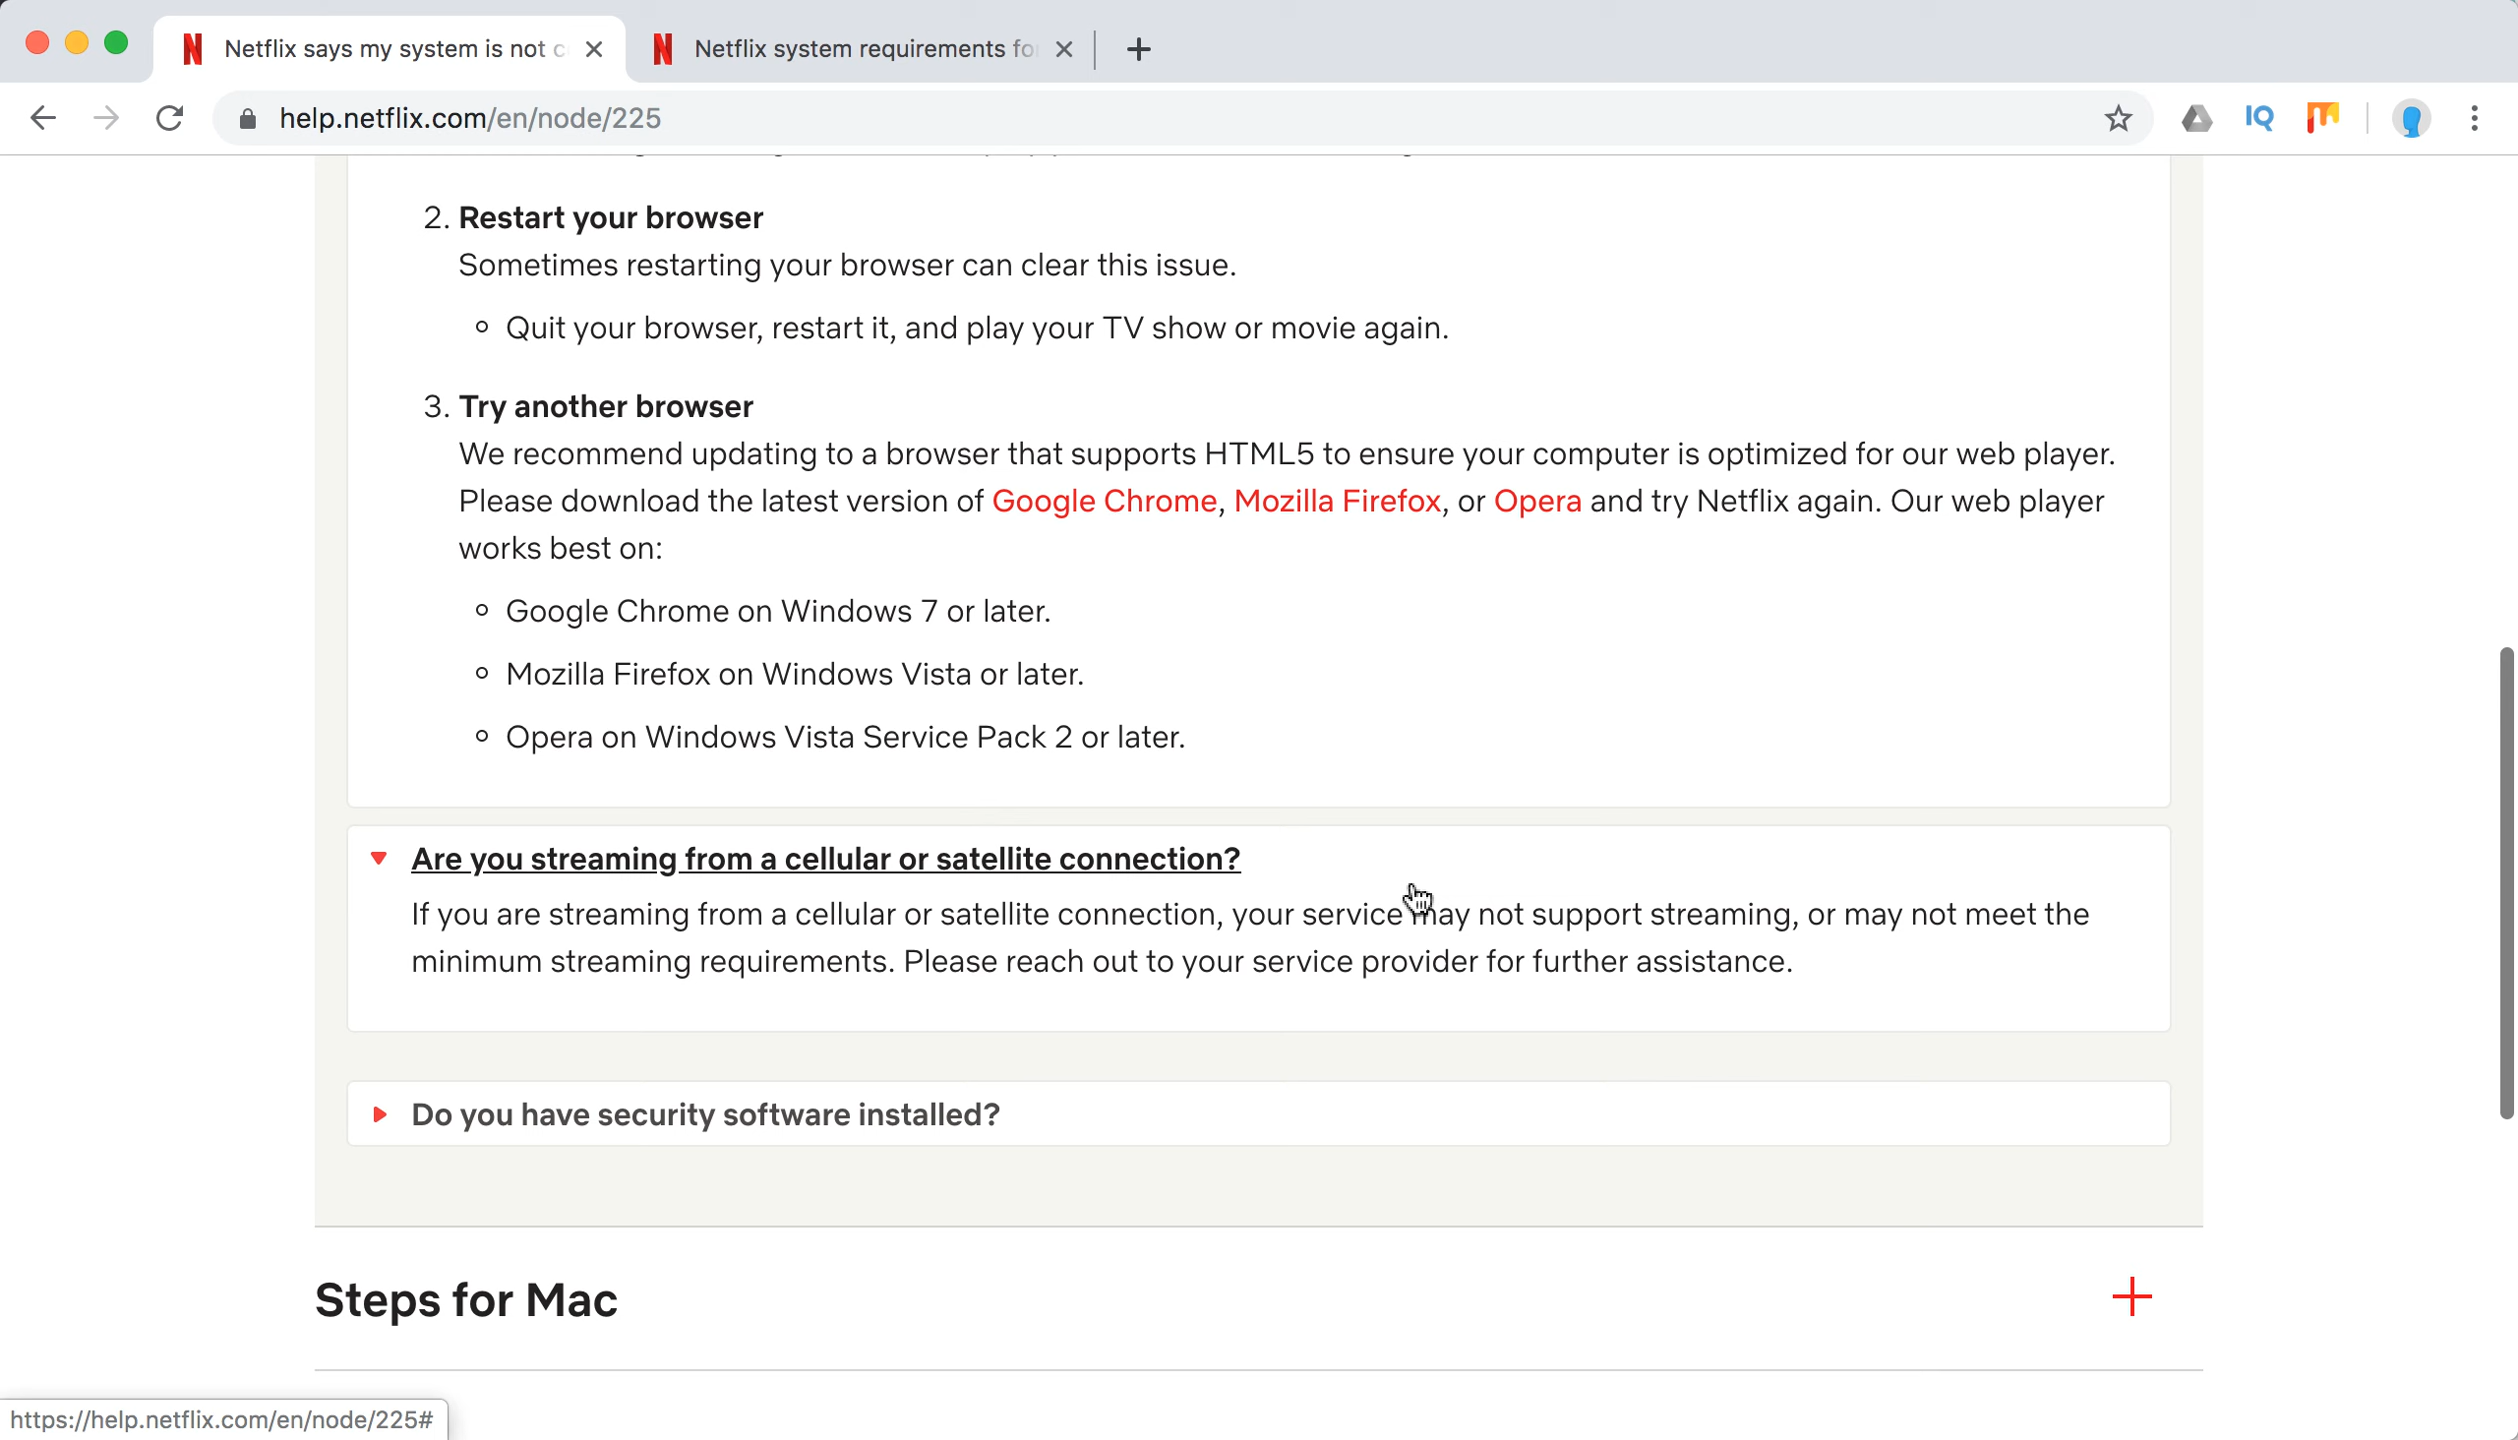 Netflix says my system is not c
Netflix system requirements fo
help.netflix.com/en/node/225
IQ
2. Restart your browser
Sometimes restarting your browser can clear this issue.
Quit your browser, restart it, and play your TV show or movie again.
3. Try another browser
We recommend updating to a browser that supports HTML5 to ensure your computer is optimized for our web player.
Please download the latest version of Google Chrome, Mozilla Firefox, or Opera and try Netflix again. Our web player
works best on:
Google Chrome on Windows 7 or later.
Mozilla Firefox on Windows Vista or later.
Opera on Windows Vista Service Pack 2 or later.
Are you streaming from a cellular or satellite connection?
If you are streaming from a cellular or satellite connection, your service may not support streaming, or may not meet the
minimum streaming requirements. Please reach out to your service provider for further assistance.
Do you have security software installed?
Steps for Mac
https://help.netflix.com/en/node/225#